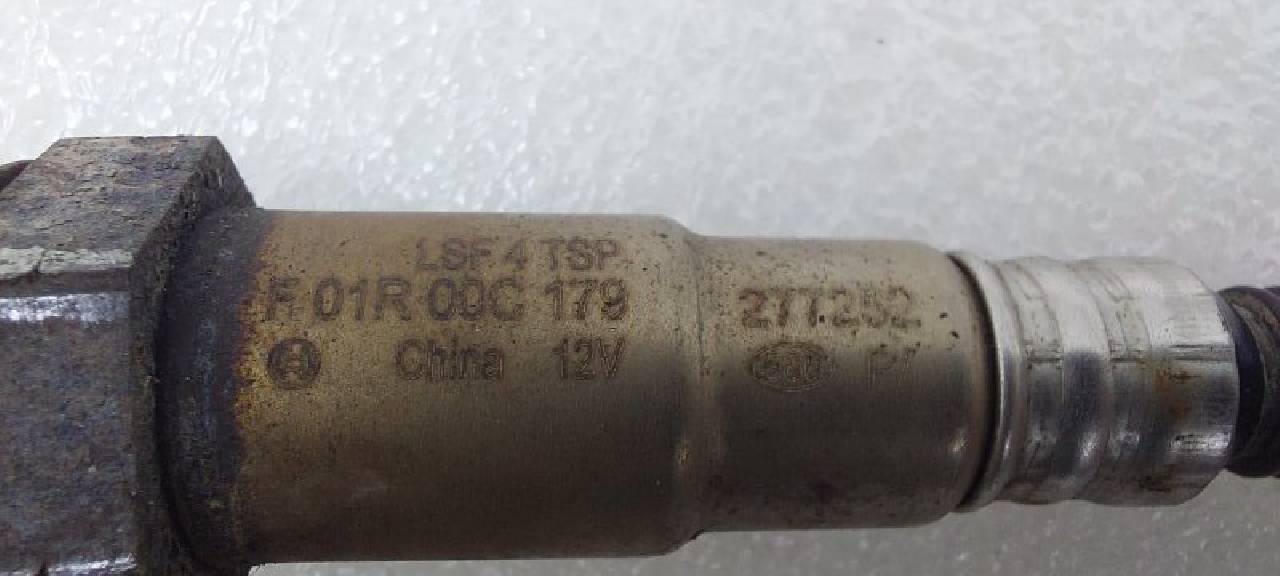 LSF 4 TSP
F 01R 00C 179
China 12V
277252